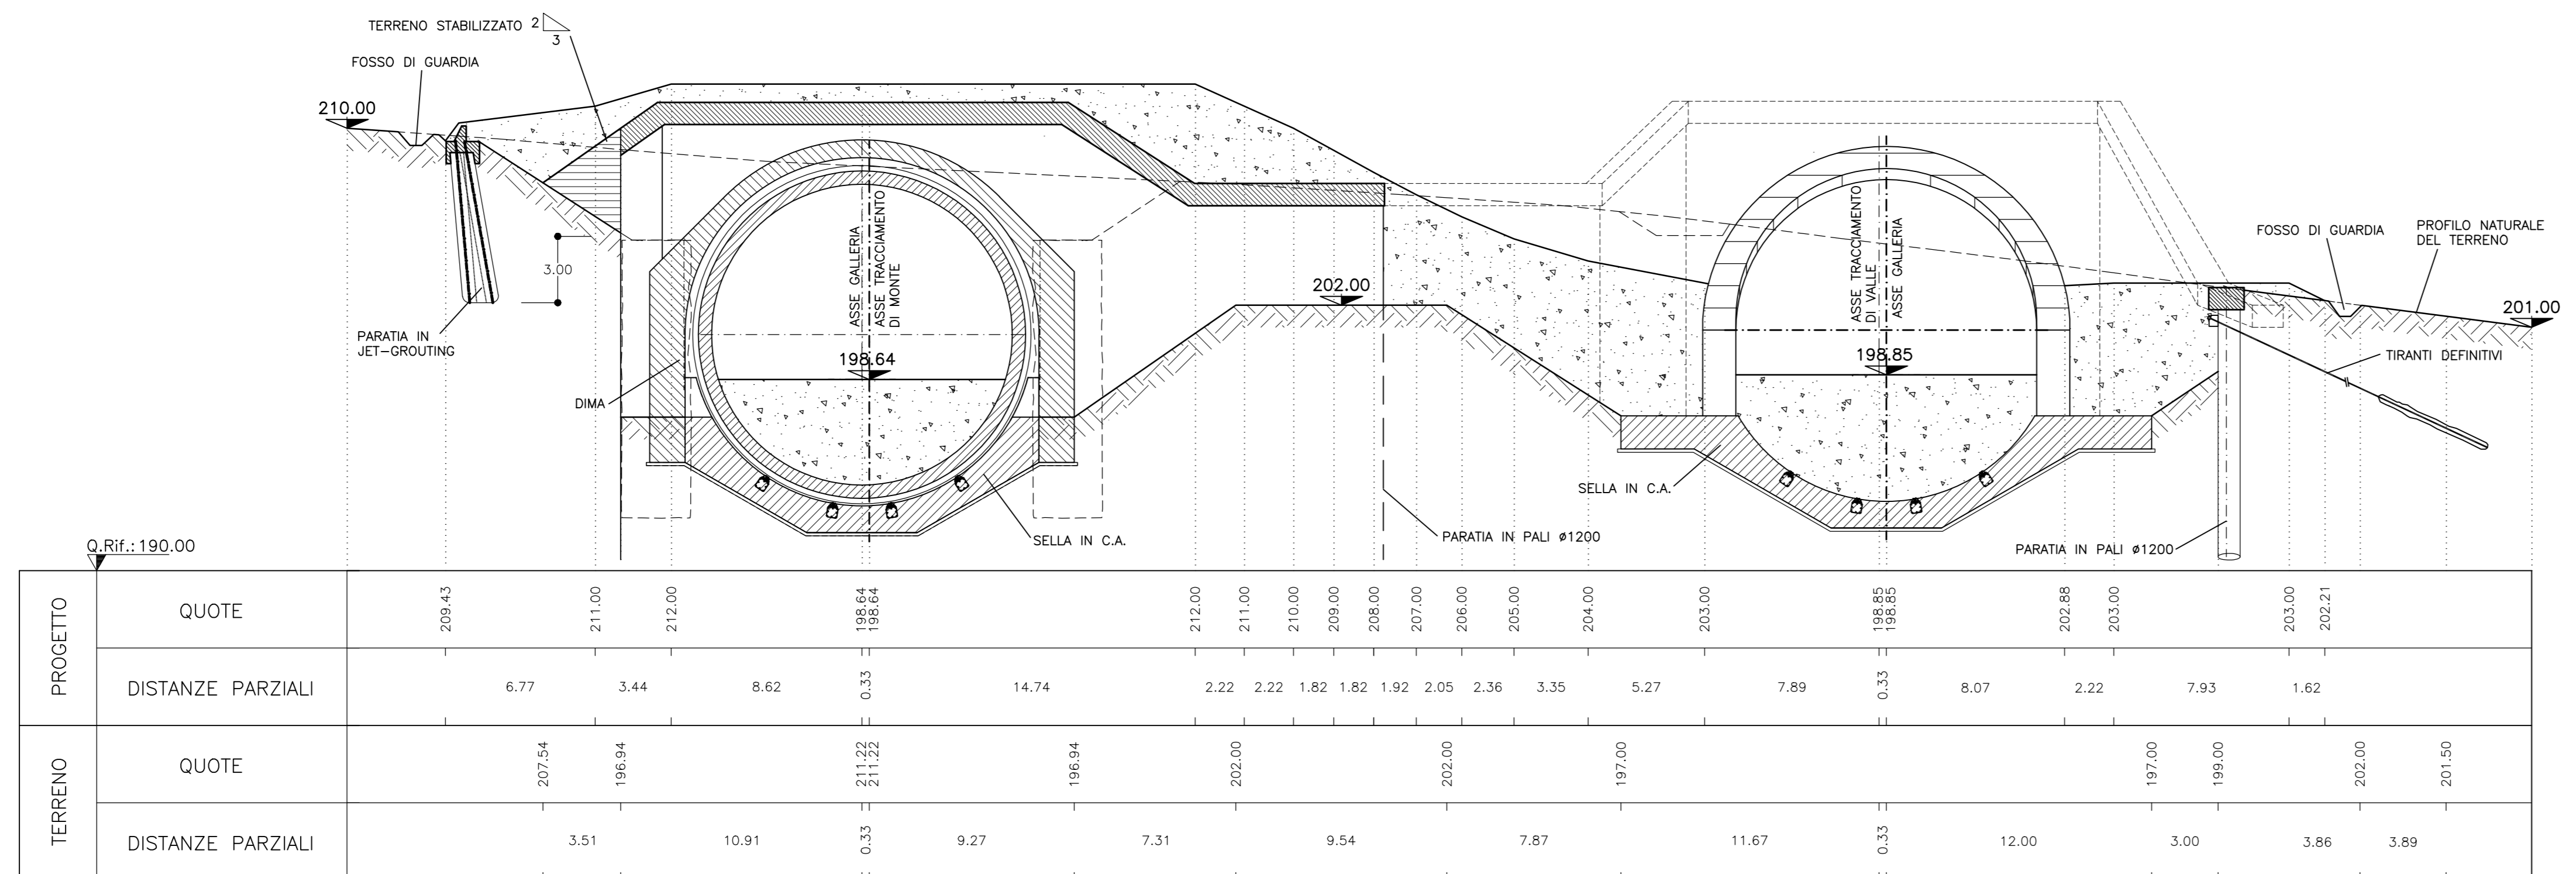 TERRENO STABILIZZATO 2
3
FOSSO DI GUARDIA
210.00
3.00
PARATIA IN
JET-GROUTING
DIMA
ASSE GALLERIA
ASSE TRACCIAMENTO
DI MONTE
198.64
SELLA IN C.A.
202.00
PARATIA IN PALI ø1200
SELLA IN C.A.
ASSE TRACCIAMENTO
DI VALLE
ASSE GALLERIA
198.85
PARATIA IN PALI ø1200
FOSSO DI GUARDIA
PROFILO NATURALE
DEL TERRENO
201.00
TIRANTI DEFINITIVI
Q.Rif.: 190.00
PROGETTO
QUOTE
209.43 211.00 212.00 198.64 198.64 212.00 211.00 210.00 209.00 208.00 207.00 206.00 205.00 204.00 203.00 198.85 198.85 202.88 203.00 203.00 202.21
DISTANZE PARZIALI
6.77 3.44 8.62 0.33 14.74 2.22 2.22 1.82 1.82 1.92 2.05 2.36 3.35 5.27 7.89 0.33 8.07 2.22 7.93 1.62
TERRENO
QUOTE
207.54 196.94 211.22 211.22 196.94 202.00 202.00 197.00 197.00 199.00 202.00 201.50
DISTANZE PARZIALI
3.51 10.91 0.33 9.27 7.31 9.54 7.87 11.67 0.33 12.00 3.00 3.86 3.89